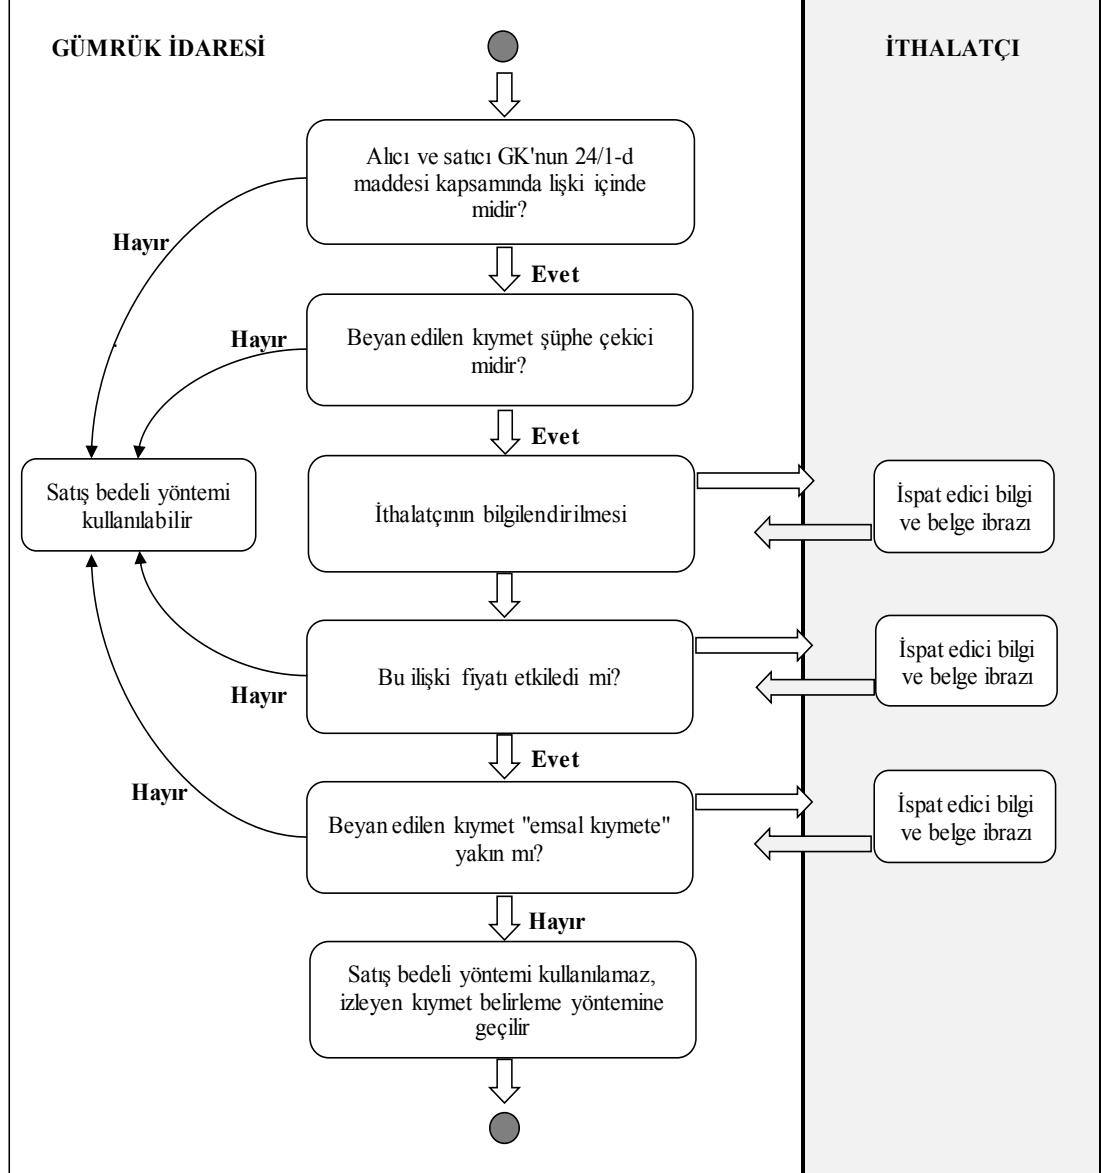 GÜMRÜK İDARESİ
İTHALATÇI
Alıcı ve satıcı GK'nun 24/1-d
maddesi kapsamında lişki içinde
midir?
Hayır
Evet
Beyan edilen kıymet şüphe çekici
midir?
Hayır
Evet
Satış bedeli yöntemi
kullanılabilir
İthalatçının bilgilendirilmesi
İspat edici bilgi
ve belge ibrazı
Bu ilişki fiyatı etkiledi mi?
İspat edici bilgi
ve belge ibrazı
Hayır
Evet
Hayır
Beyan edilen kıymet "emsal kıymete"
yakın mı?
İspat edici bilgi
ve belge ibrazı
Hayır
Satış bedeli yöntemi kullanılamaz,
izleyen kıymet belirleme yöntemine
geçilir